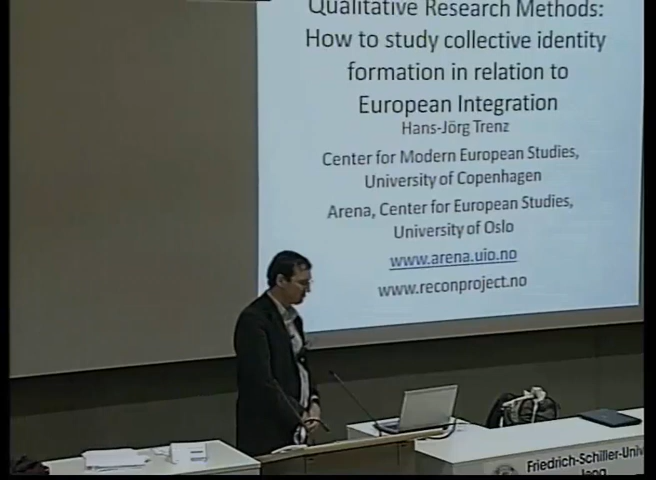 Qualitative Research Methods:
How to study collective identity
formation in relation to
European Integration
Hans-Jörg Trenz
Center for Modern European Studies,
University of Copenhagen
Arena, Center for European Studies,
University of Oslo
www.arena.uio.no
www.reconproject.no
Friedrich-Schiller-Univ
Jena